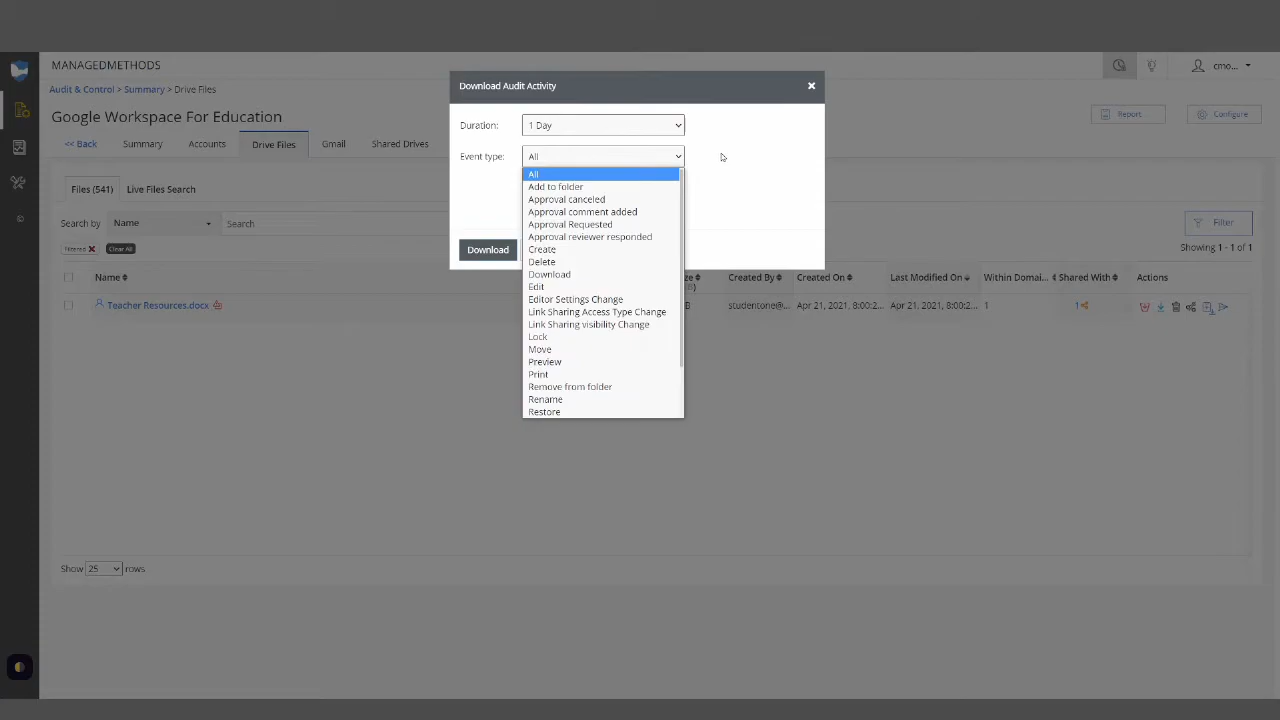 MANAGEDMETHODS
cmo...
Audit & Control > Summary > Drive Files
Google Workspace For Education
Report
Configure
<< Back
Summary
Accounts
Drive Files
Gmail
Shared Drives
Files (541)
Live Files Search
Search by
Name
Search
Filter
Filtered
Clear All
Showing 1 - 1 of 1
Name
Created By
Created On
Last Modified On
Within Domai...
Shared With
Actions
Teacher Resources.docx
B
studentone@...
Apr 21, 2021, 8:00:2...
Apr 21, 2021, 8:00:2...
1
1
Show
25
rows
Download Audit Activity
Duration:
1 Day
Event type:
All
All
Add to folder
Approval canceled
Approval comment added
Approval Requested
Approval reviewer responded
Create
Delete
Download
Edit
Editor Settings Change
Link Sharing Access Type Change
Link Sharing visibility Change
Lock
Move
Preview
Print
Remove from folder
Rename
Restore
Download